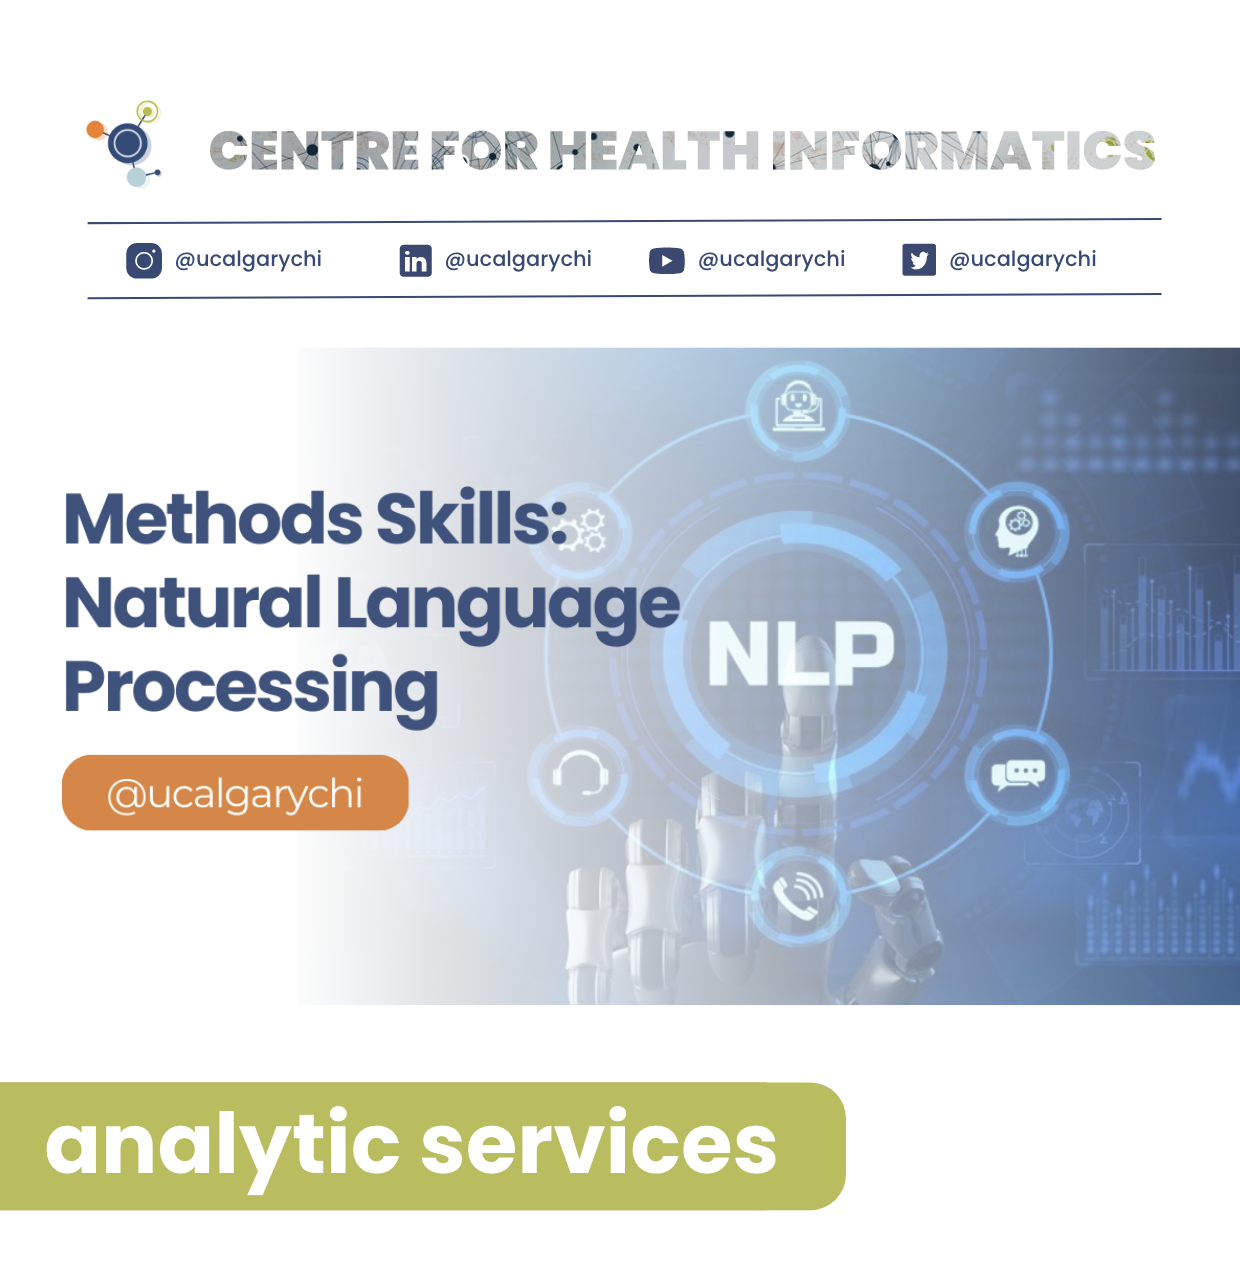 CENTRE FOR HEALTH INFORMATICS
@ucalgarychi @ucalgarychi @ucalgarychi @ucalgarychi
Methods Skills:
Natural Language
Processing
NLP
@ucalgarychi
analytic services